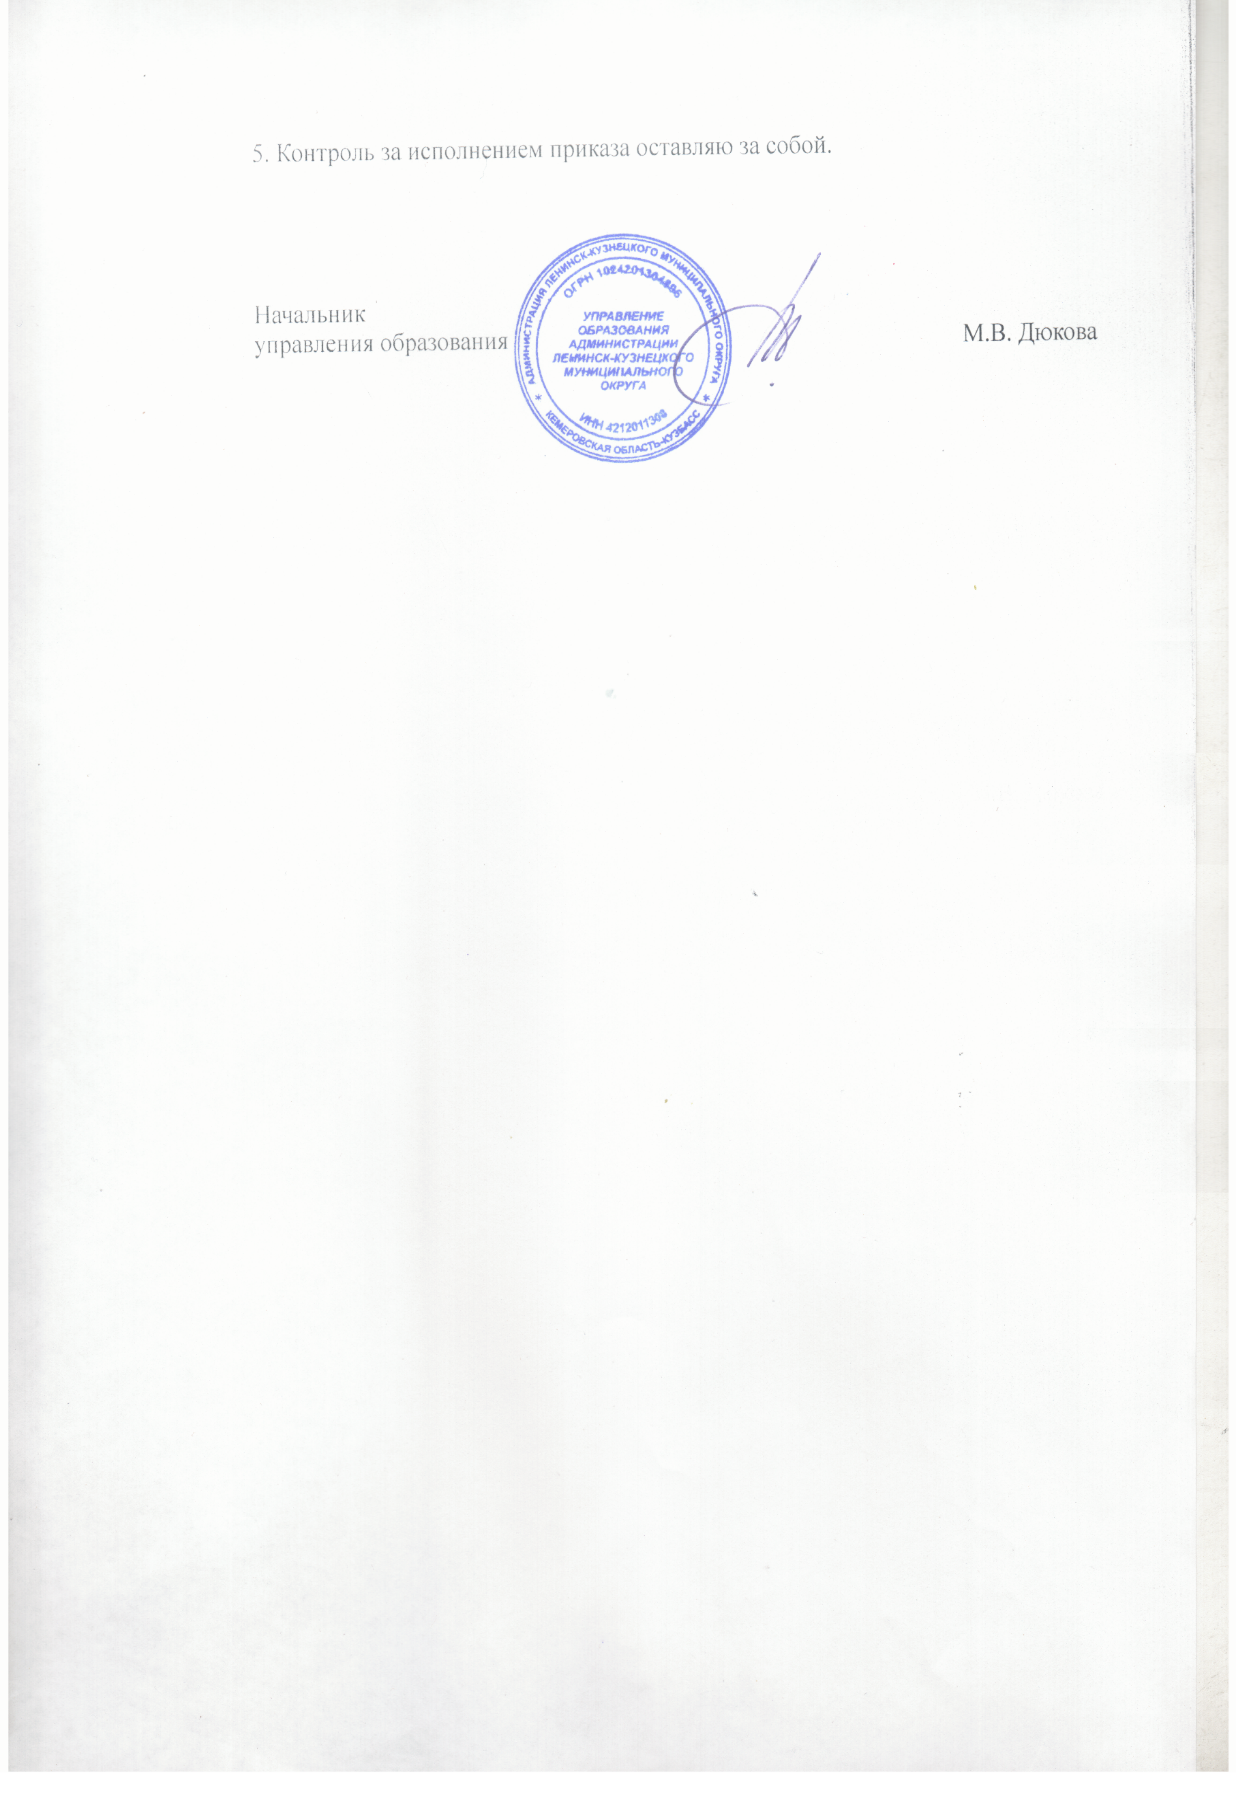 5. Контроль за исполнением приказа оставляю за собой.
Начальник
управления образования
М.В. Дюкова
АДМИНИСТРАЦИЯ ЛЕНИНСК-КУЗНЕЦКОГО МУНИЦИПАЛЬНОГО ОКРУГА
ОГРН
УПРАВЛЕНИЕ
ОБРАЗОВАНИЯ
АДМИНИСТРАЦИИ
ЛЕНИНСК-КУЗНЕЦКОГО
МУНИЦИПАЛЬНОГО
ОКРУГА
ИНН 4212011308
* КЕМЕРОВСКАЯ ОБЛАСТЬ-КУЗБАСС *